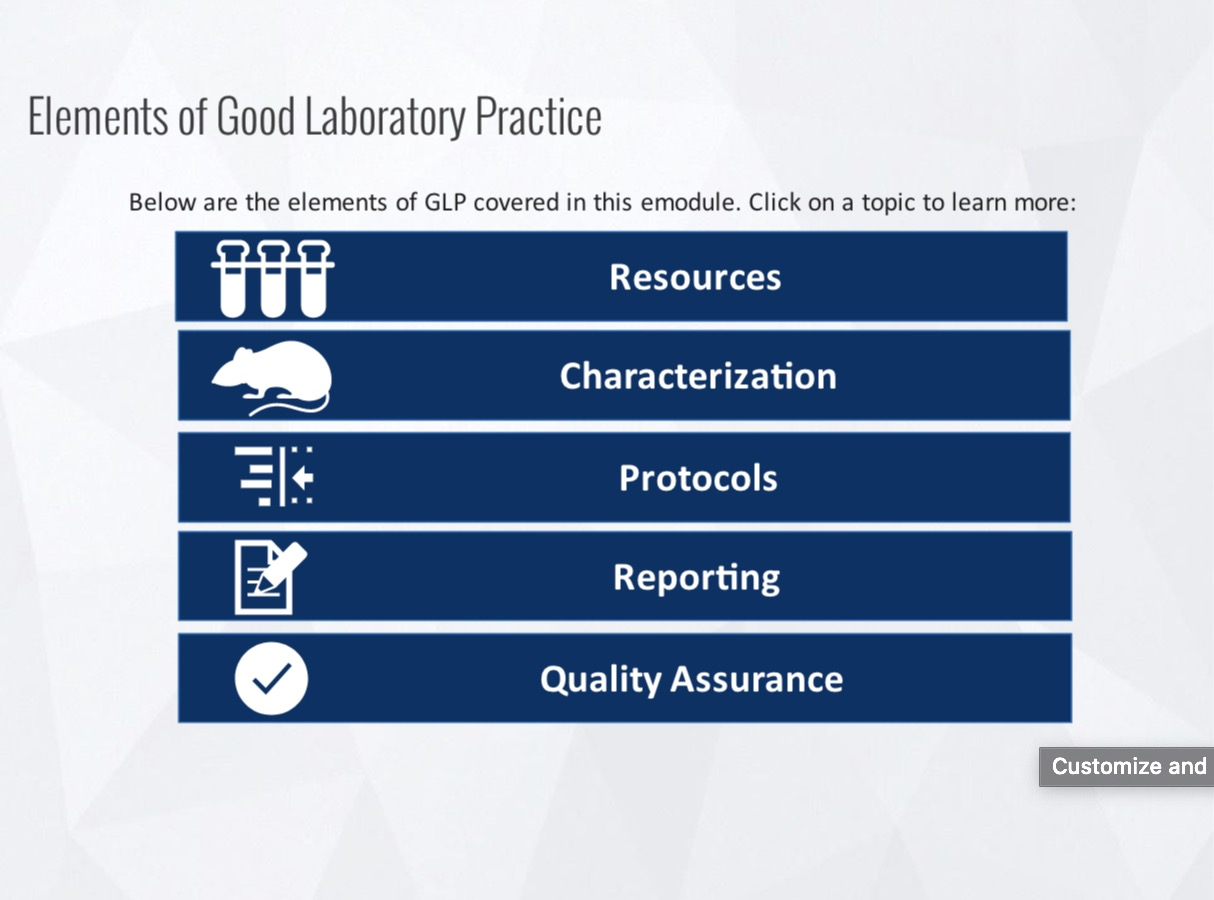 Elements of Good Laboratory Practice
Below are the elements of GLP covered in this emodule. Click on a topic to learn more:
Resources
Characterization
Protocols
Reporting
Quality Assurance
Customize and